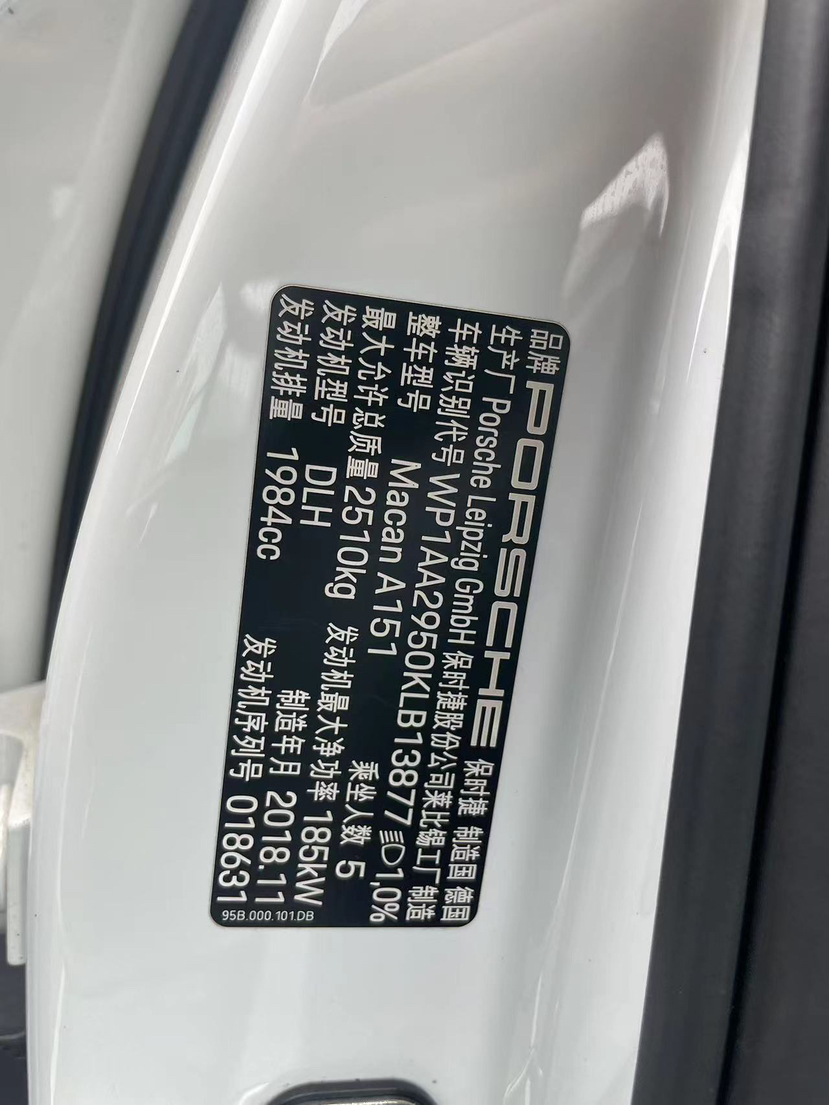 品牌 PORSCHE 保时捷 制造国 德国
生产厂 Porsche Leipzig GmbH 保时捷股份公司莱比锡工厂 制造
车辆识别代号 WP1AA2950KLB13877 1,0%
整车型号 Macan A151 乘坐人数 5
最大允许总质量 2510kg 发动机最大净功率 185kW
发动机型号 DLH 制造年月 2018.11
发动机排量 1984cc 发动机序列号 018631
95B.000.101.DB